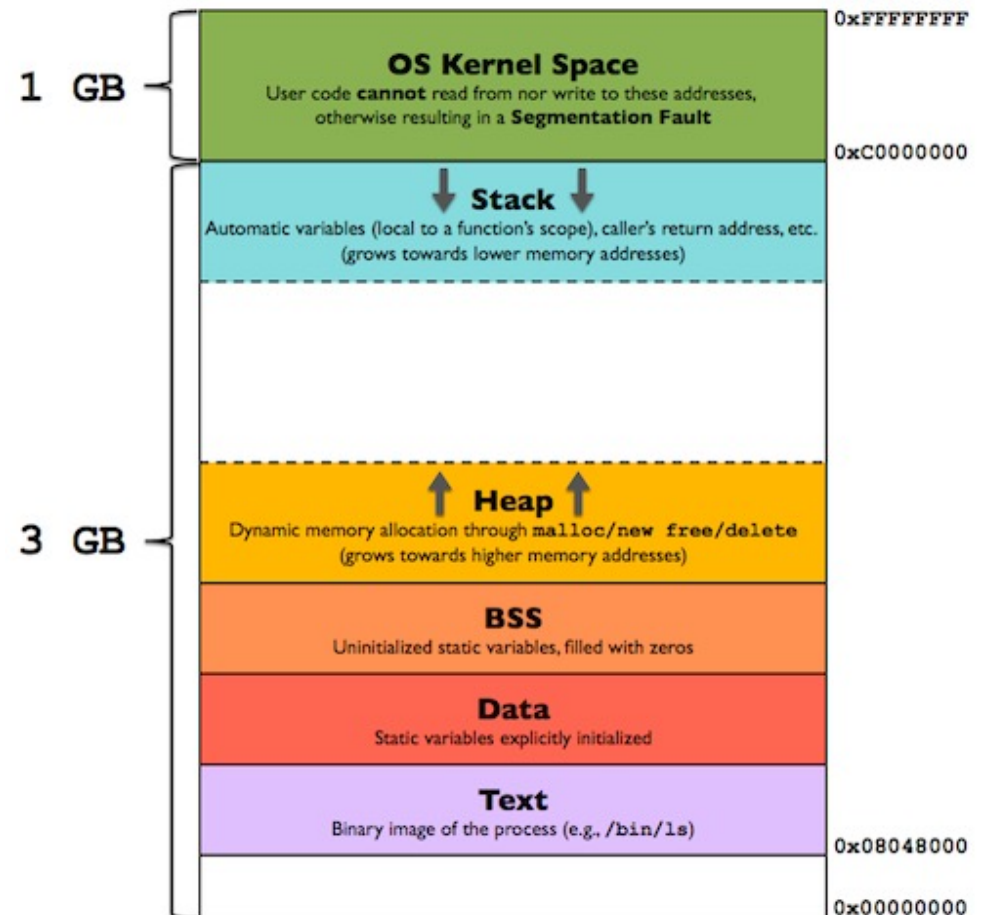 0xFFFFFFFF
1 GB
OS Kernel Space
User code cannot read from nor write to these addresses,
otherwise resulting in a Segmentation Fault
0xC0000000
Stack
Automatic variables (local to a function's scope), caller's return address, etc.
(grows towards lower memory addresses)
3 GB
Heap
Dynamic memory allocation through malloc/new free/delete
(grows towards higher memory addresses)
BSS
Uninitialized static variables, filled with zeros
Data
Static variables explicitly initialized
Text
Binary image of the process (e.g., /bin/ls)
0x08048000
0x00000000